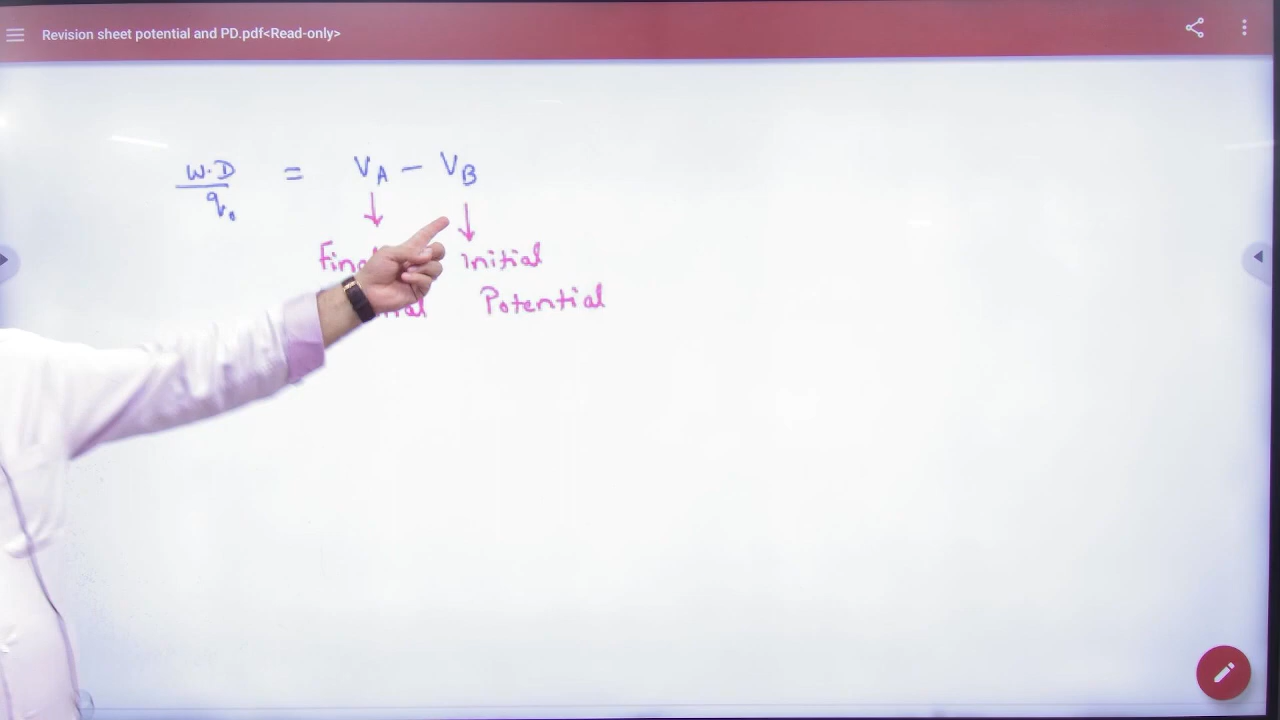 Revision sheet potential and PD.pdf<Read-only>
W.D = VA - VB
q0
Initial
Potential